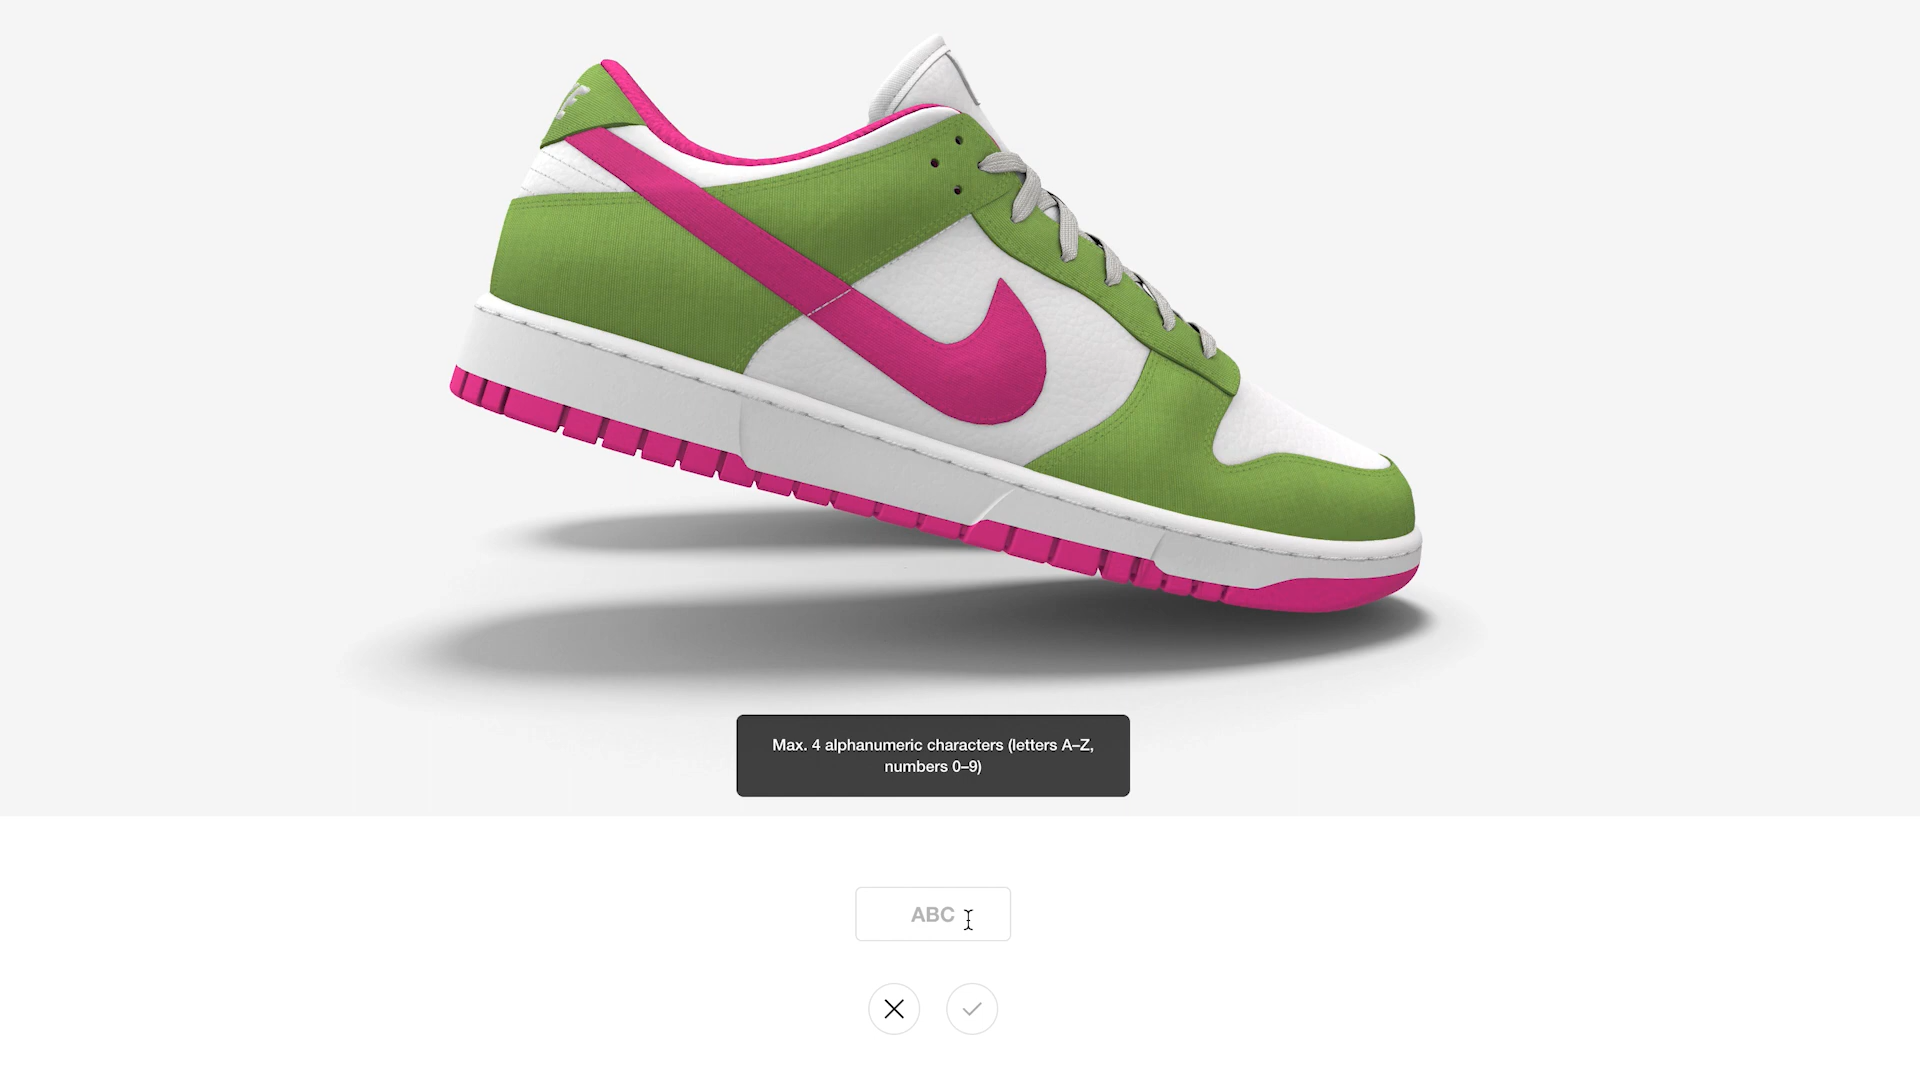 Max. 4 alphanumeric characters (letters A–Z,
numbers 0–9)
ABC